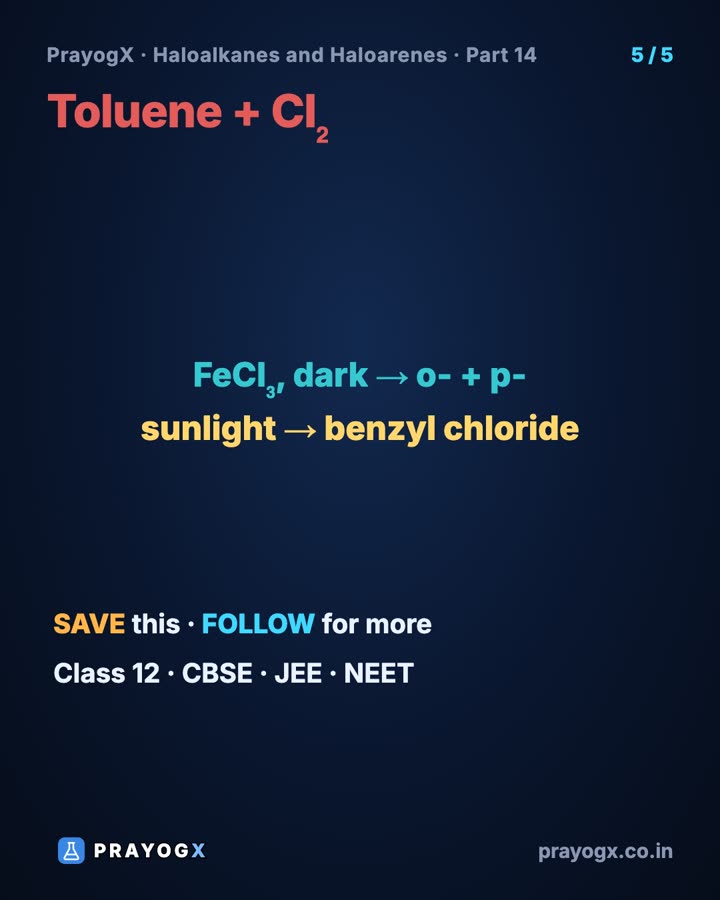 PrayogX · Haloalkanes and Haloarenes · Part 14
5 / 5
Toluene + Cl₂
FeCl₃, dark → o- + p-
sunlight → benzyl chloride
SAVE this · FOLLOW for more
Class 12 · CBSE · JEE · NEET
PRAYOGX
prayogx.co.in